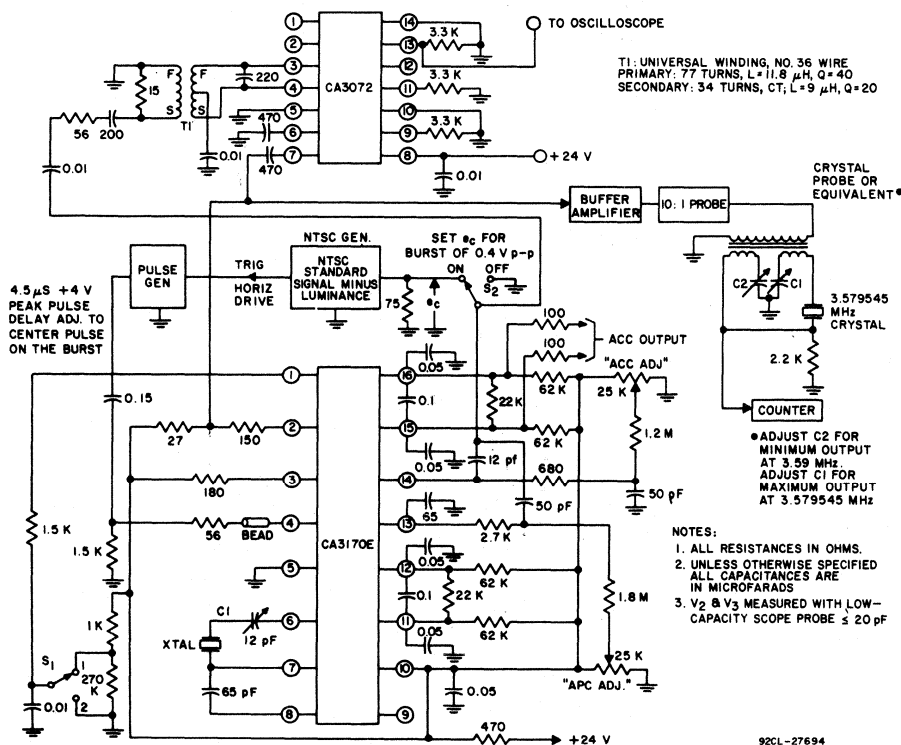 1
2
3
4
5
6
7
14
13
12
11
10
9
8
CA3072
3.3 K
3.3 K
3.3 K
TO OSCILLOSCOPE
T1: UNIVERSAL WINDING, NO. 36 WIRE
PRIMARY: 77 TURNS, L=11.8 μH, Q=40
SECONDARY: 34 TURNS, CT; L=9 μH, Q=20
F
F
S
S
T1
15
220
56
200
0.01
0.01
470
470
0.01
+24 V
CRYSTAL
PROBE OR
EQUIVALENT●
BUFFER
AMPLIFIER
10:1 PROBE
C2
C1
3.579545
MHz
CRYSTAL
2.2 K
COUNTER
● ADJUST C2 FOR
MINIMUM OUTPUT
AT 3.59 MHz.
ADJUST C1 FOR
MAXIMUM OUTPUT
AT 3.579545 MHz
4.5 μS +4 V
PEAK PULSE
DELAY ADJ. TO
CENTER PULSE
ON THE BURST
PULSE
GEN
TRIG
HORIZ
DRIVE
NTSC GEN.
NTSC
STANDARD
SIGNAL MINUS
LUMINANCE
SET ec FOR
BURST OF 0.4 V p-p
ON
OFF
S2
75
ec
100
100
ACC OUTPUT
"ACC ADJ"
25 K
62 K
62 K
22 K
0.05
0.1
0.05
12 pf
680
1.2 M
50 pF
50 pF
1
2
3
4
5
6
7
8
16
15
14
13
12
11
10
9
CA3170E
0.15
27
150
180
56
BEAD
1.5 K
1.5 K
1 K
270
K
S1
1
2
0.01
C1
12 pF
XTAL
65 pF
65
2.7 K
0.05
62 K
22 K
0.1
62 K
0.05
1.8 M
25 K
"APC ADJ."
0.05
470
+24 V
NOTES:
1. ALL RESISTANCES IN OHMS.
2. UNLESS OTHERWISE SPECIFIED
ALL CAPACITANCES ARE
IN MICROFARADS
3. V2 & V3 MEASURED WITH LOW-
CAPACITY SCOPE PROBE ≤ 20 pF
92CL-27694